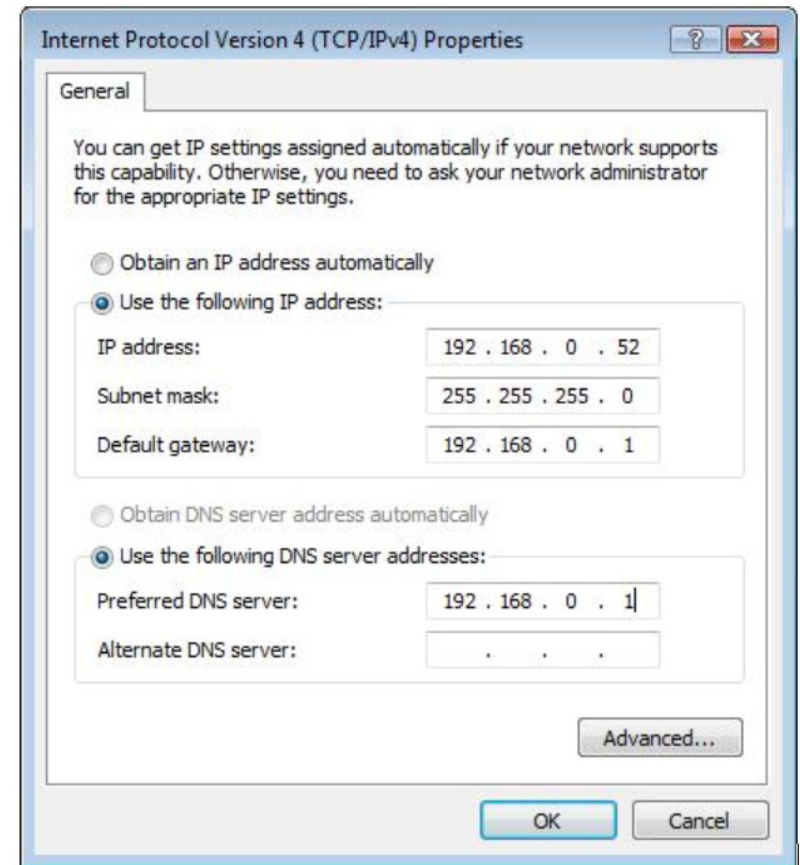 Internet Protocol Version 4 (TCP/IPv4) Properties
?
General
You can get IP settings assigned automatically if your network supports
this capability. Otherwise, you need to ask your network administrator
for the appropriate IP settings.
Obtain an IP address automatically
Use the following IP address:
IP address: 192 . 168 . 0 . 52
Subnet mask: 255 . 255 . 255 . 0
Default gateway: 192 . 168 . 0 . 1
Obtain DNS server address automatically
Use the following DNS server addresses:
Preferred DNS server: 192 . 168 . 0 . 1
Alternate DNS server: . . .
Advanced...
OK Cancel